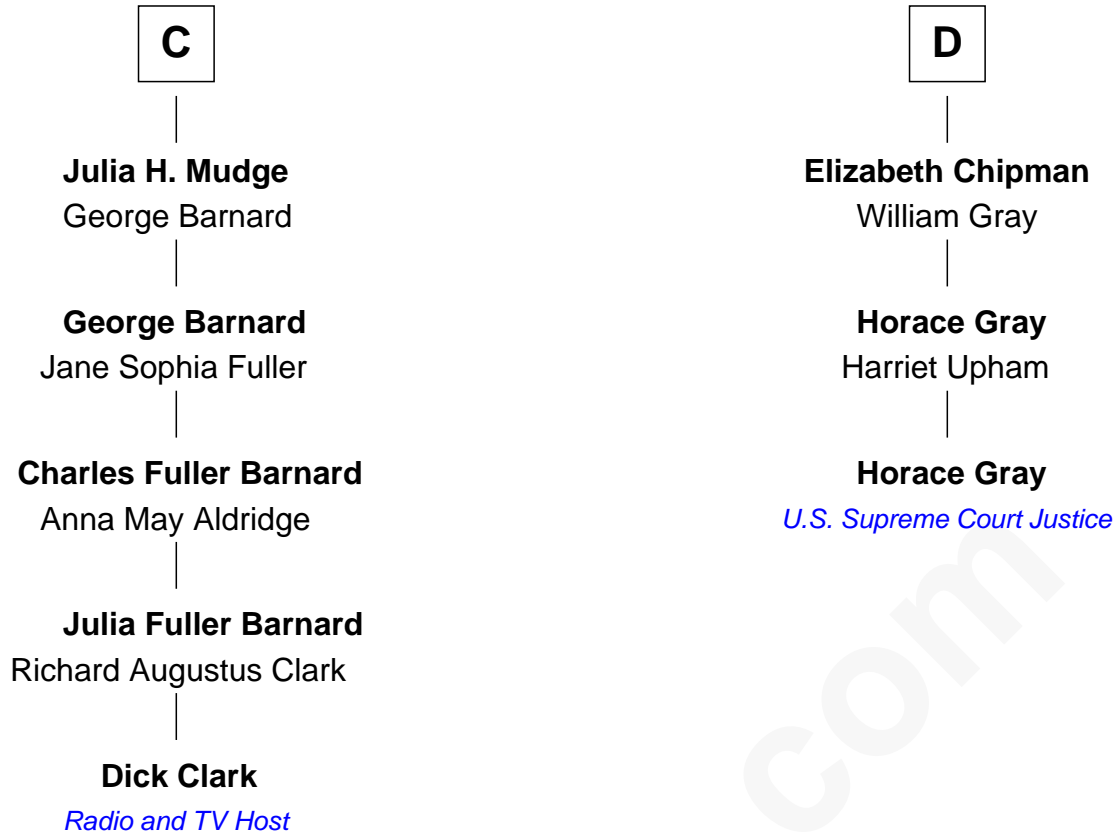 C
Julia H. Mudge
George Barnard
George Barnard
Jane Sophia Fuller
Charles Fuller Barnard
Anna May Aldridge
Julia Fuller Barnard
Richard Augustus Clark
Dick Clark
Radio and TV Host
D
Elizabeth Chipman
William Gray
Horace Gray
Harriet Upham
Horace Gray
U.S. Supreme Court Justice
com